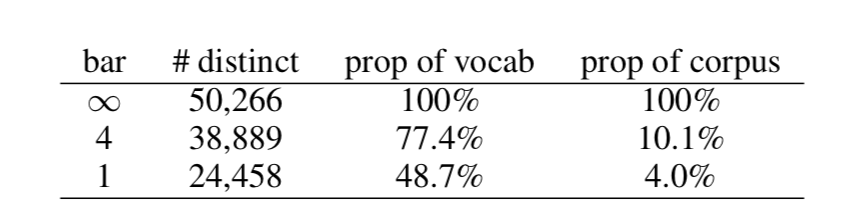 bar # distinct prop of vocab prop of corpus
∞ 50,266 100% 100%
4 38,889 77.4% 10.1%
1 24,458 48.7% 4.0%